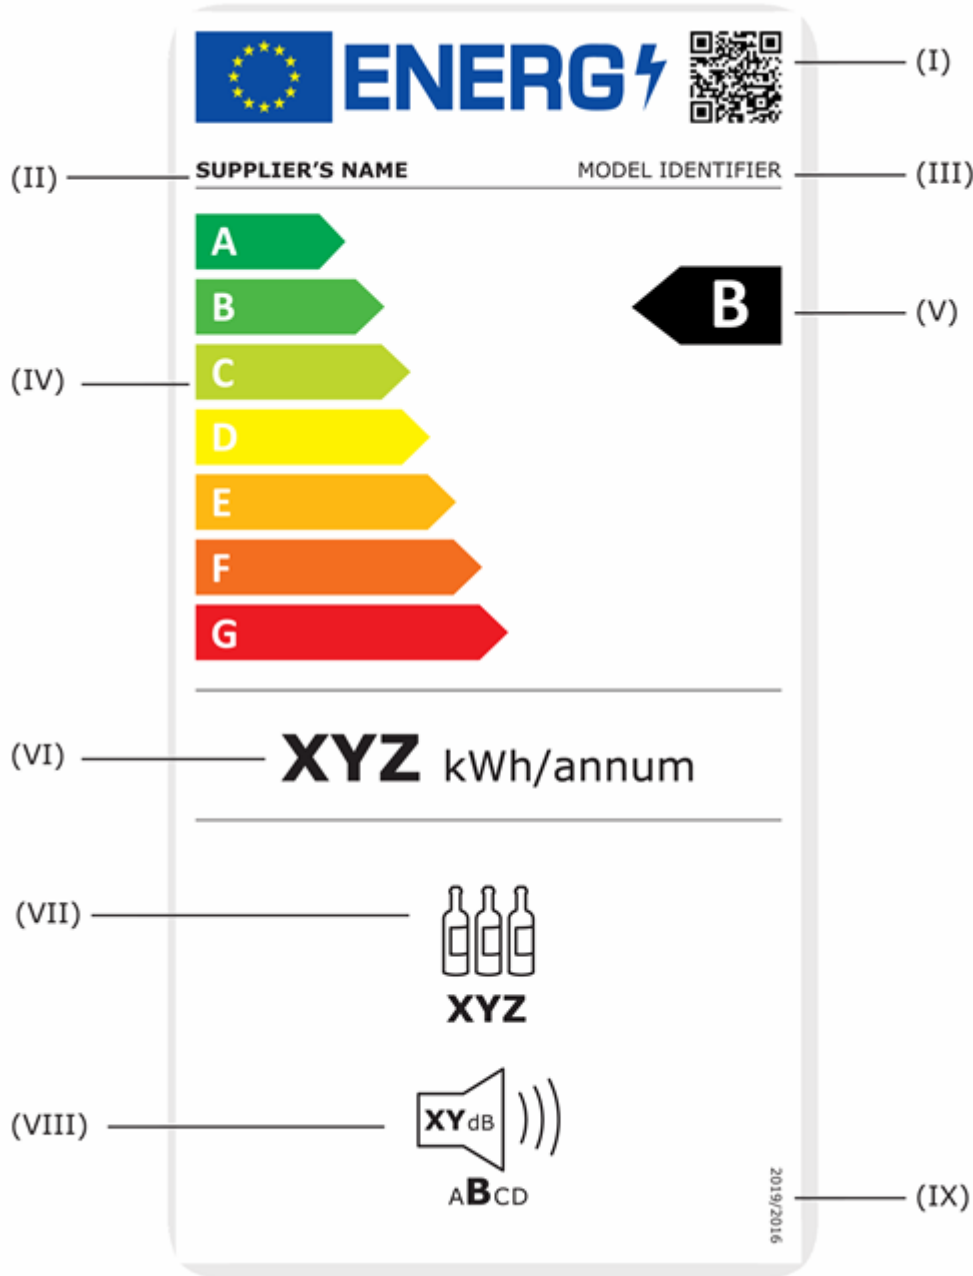 ENERG
(I)
(II)
SUPPLIER'S NAME
MODEL IDENTIFIER
(III)
A
B
B
(V)
(IV)
C
D
E
F
G
(VI)
XYZ kWh/annum
(VII)
XYZ
(VIII)
XYdB
ABCD
2019/2016
(IX)